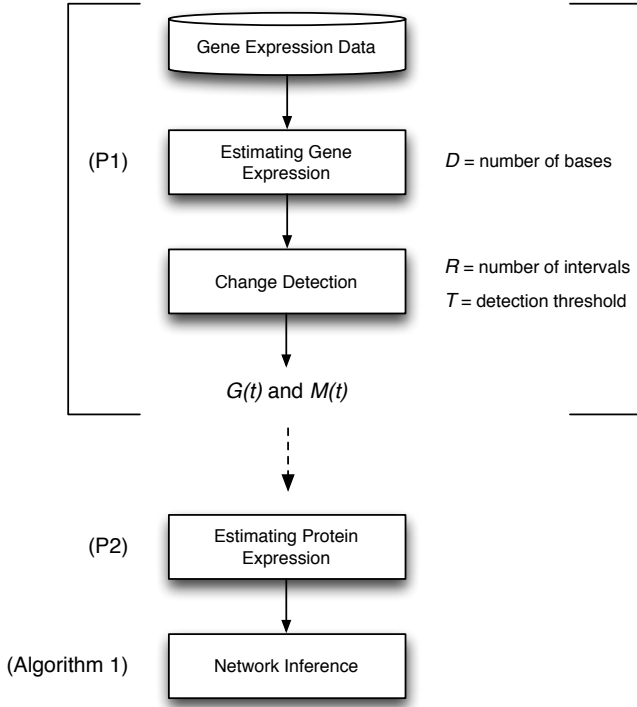 Gene Expression Data
(P1)
Estimating Gene
Expression
D = number of bases
Change Detection
R = number of intervals
T = detection threshold
G(t) and M(t)
(P2)
Estimating Protein
Expression
(Algorithm 1)
Network Inference